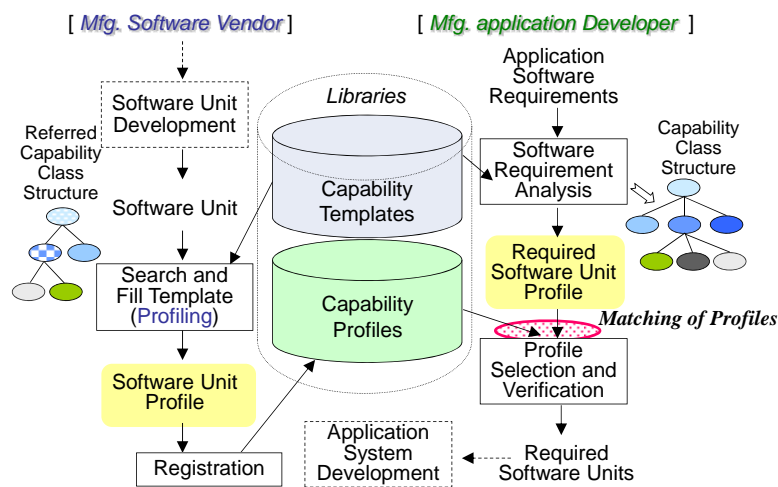 [ Mfg. Software Vendor ]
[ Mfg. application Developer ]
Software Unit
Development
Referred
Capability
Class
Structure
Software Unit
Search and
Fill Template
(Profiling)
Software Unit
Profile
Registration
Libraries
Capability
Templates
Capability
Profiles
Application
Software
Requirements
Software
Requirement
Analysis
Capability
Class
Structure
Required
Software Unit
Profile
Matching of Profiles
Profile
Selection and
Verification
Required
Software Units
Application
System
Development